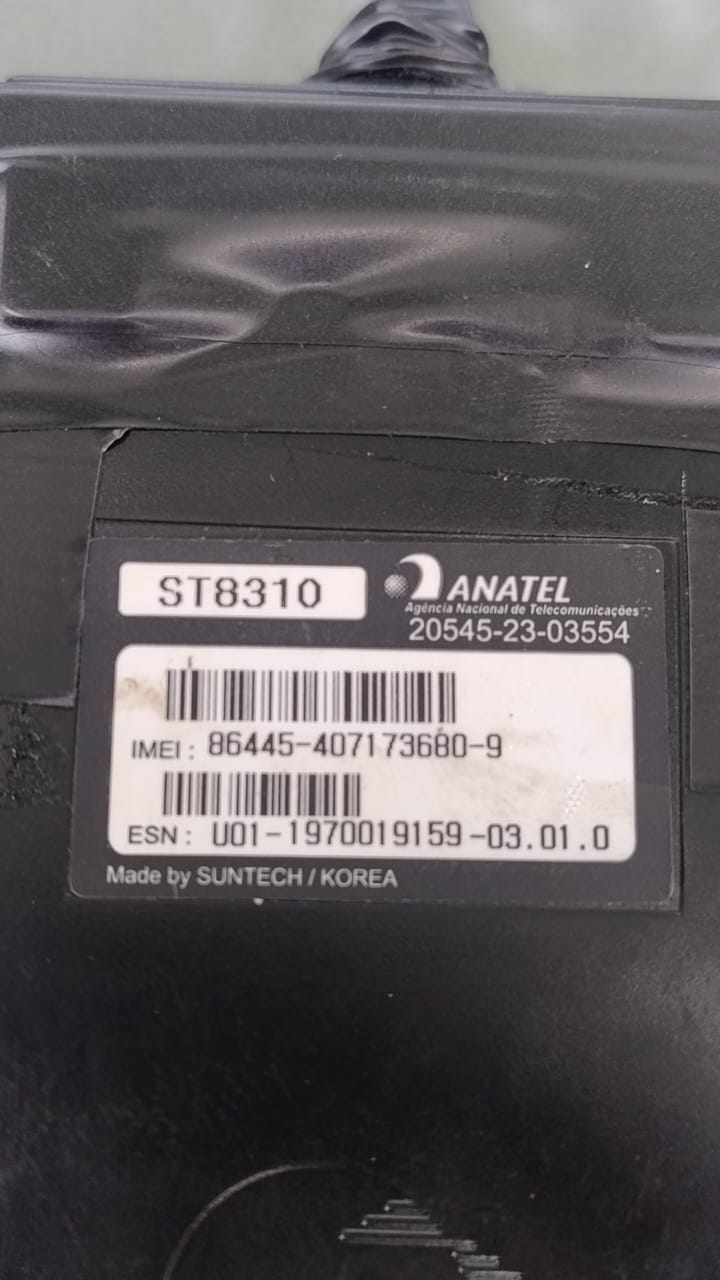 ST8310
ANATEL
Agência Nacional de Telecomunicações
20545-23-03554
IMEI: 86445-407173680-9
ESN: U01-1970019159-03.01.0
Made by SUNTECH / KOREA